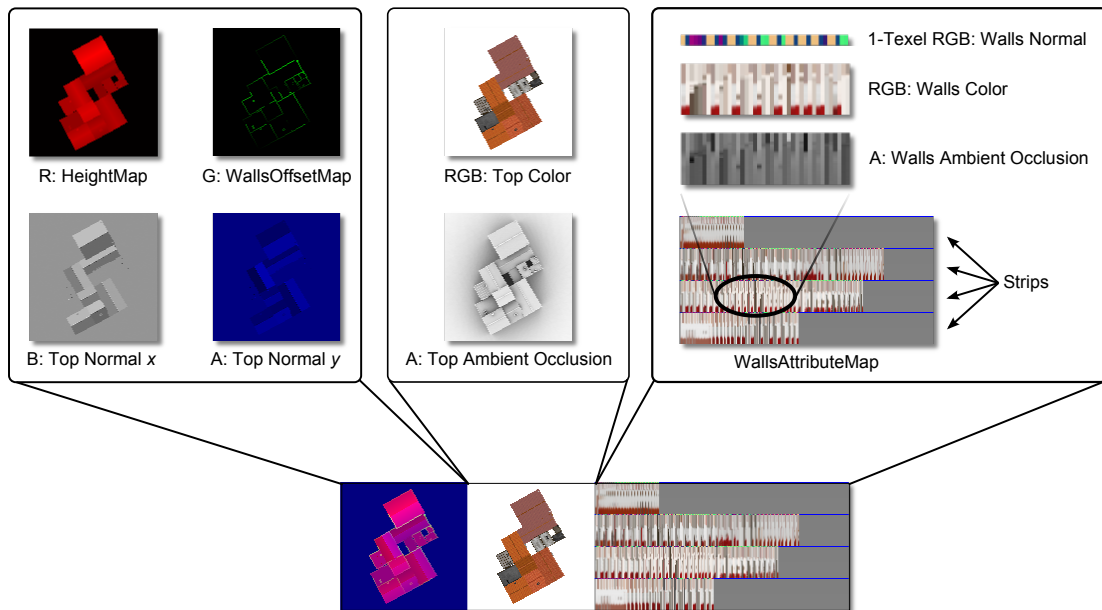 R: HeightMap
G: WallsOffsetMap
B: Top Normal x
A: Top Normal y
RGB: Top Color
A: Top Ambient Occlusion
1-Texel RGB: Walls Normal
RGB: Walls Color
A: Walls Ambient Occlusion
Strips
WallsAttributeMap